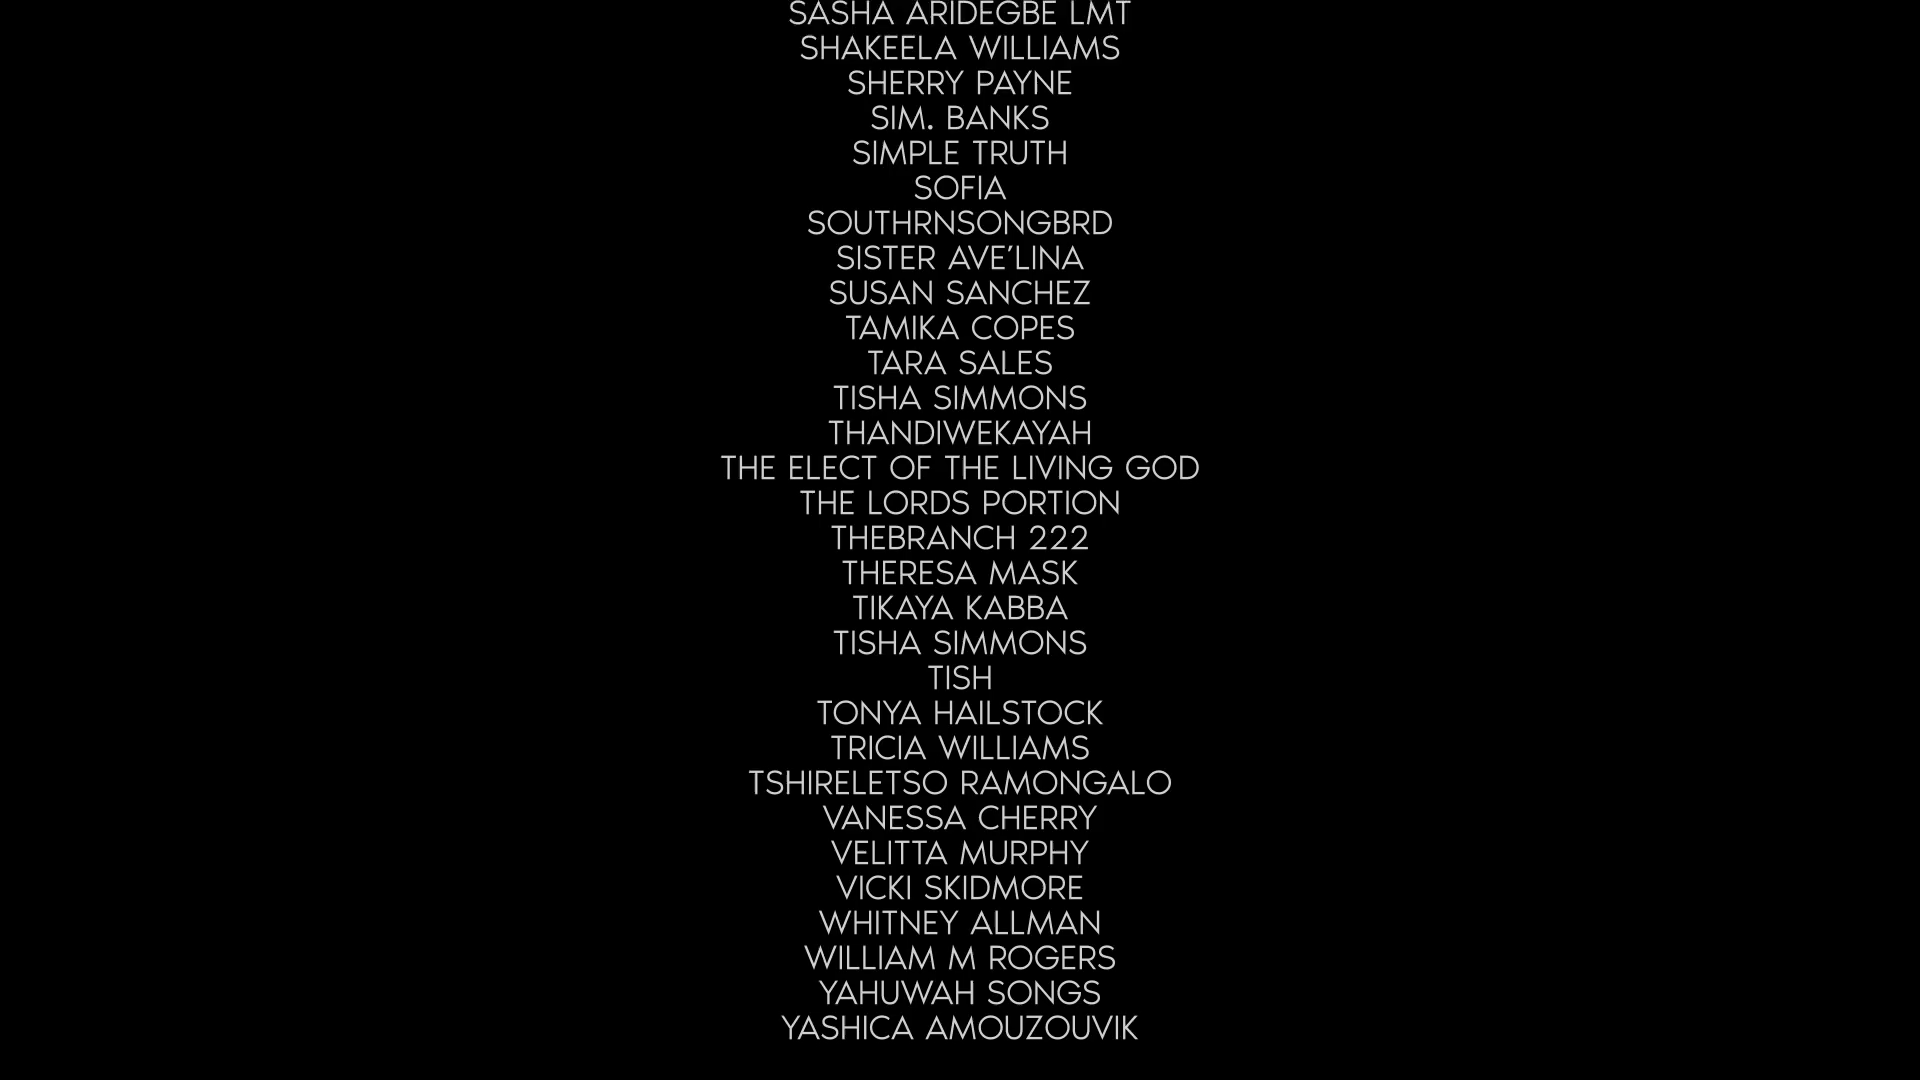 SASHA ARIDEGBE LMT
SHAKEELA WILLIAMS
SHERRY PAYNE
SIM. BANKS
SIMPLE TRUTH
SOFIA
SOUTHRNSONGBRD
SISTER AVE'LINA
SUSAN SANCHEZ
TAMIKA COPES
TARA SALES
TISHA SIMMONS
THANDIWEKAYAH
THE ELECT OF THE LIVING GOD
THE LORDS PORTION
THEBRANCH 222
THERESA MASK
TIKAYA KABBA
TISHA SIMMONS
TISH
TONYA HAILSTOCK
TRICIA WILLIAMS
TSHIRELETSO RAMONGALO
VANESSA CHERRY
VELITTA MURPHY
VICKI SKIDMORE
WHITNEY ALLMAN
WILLIAM M ROGERS
YAHUWAH SONGS
YASHICA AMOUZOUVIK